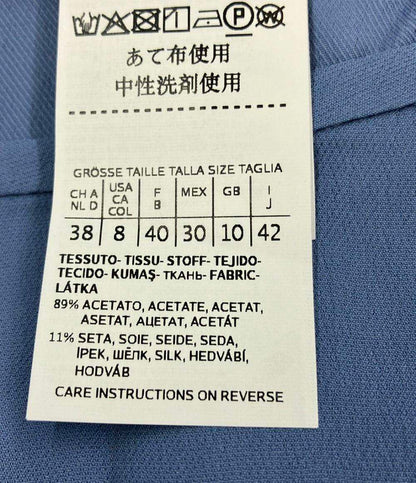 P W
あて布使用
中性洗剤使用
GRÖSSE TAILLE TALLA SIZE TAGLIA
CH A NL D
USA CA COL
F B
MEX
GB
I J
38 8 40 30 10 42
TESSUTO- TISSU- STOFF- TEJIDO-
TECIDO- KUMAŞ- ТКАНЬ- FABRIC-
LÁTKA
89% ACETATO, ACETATE, ACETAT,
ASETAT, АЦЕТАТ, ACETÁT
11% SETA, SOIE, SEIDE, SEDA,
İPEK, ШЁЛК, SILK, HEDVÁBÍ,
HODVÁB
CARE INSTRUCTIONS ON REVERSE